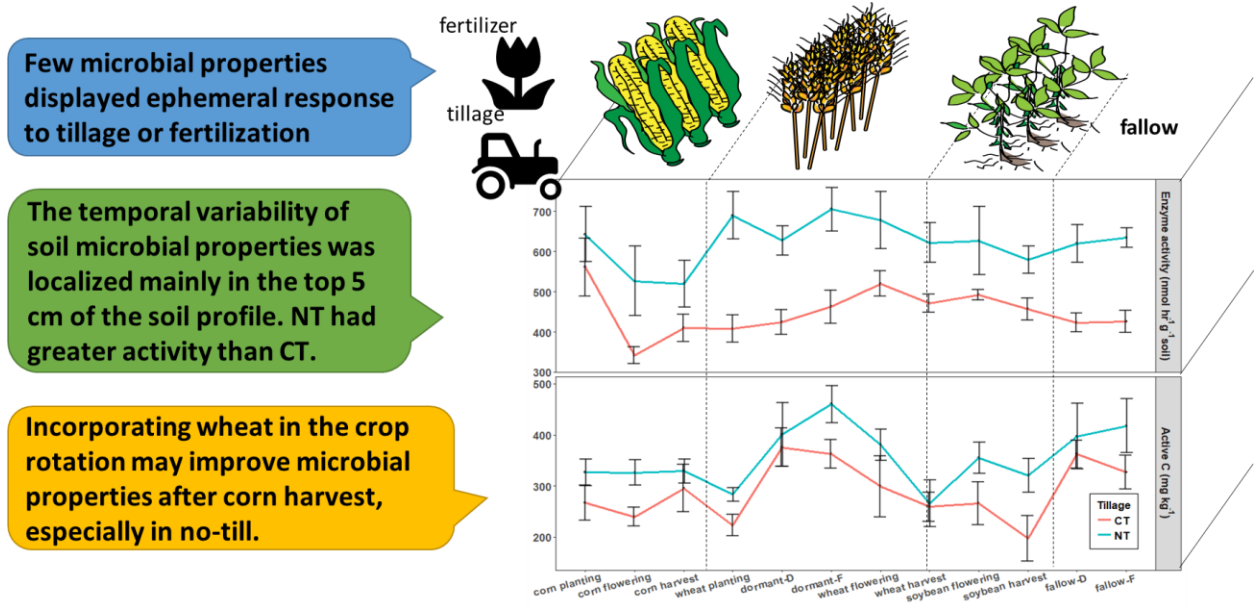 Few microbial properties
displayed ephemeral response
to tillage or fertilization
The temporal variability of
soil microbial properties was
localized mainly in the top 5
cm of the soil profile. NT had
greater activity than CT.
Incorporating wheat in the crop
rotation may improve microbial
properties after corn harvest,
especially in no-till.
fertilizer
tillage
fallow
700
600
500
400
300
Enzyme activity (nmol hr⁻¹g⁻¹ soil)
500
400
300
200
Active C (mg kg⁻¹)
Tillage
CT
NT
corn planting
corn flowering
corn harvest
wheat planting
dormant-D
dormant-F
wheat flowering
wheat harvest
soybean flowering
soybean harvest
fallow-D
fallow-F